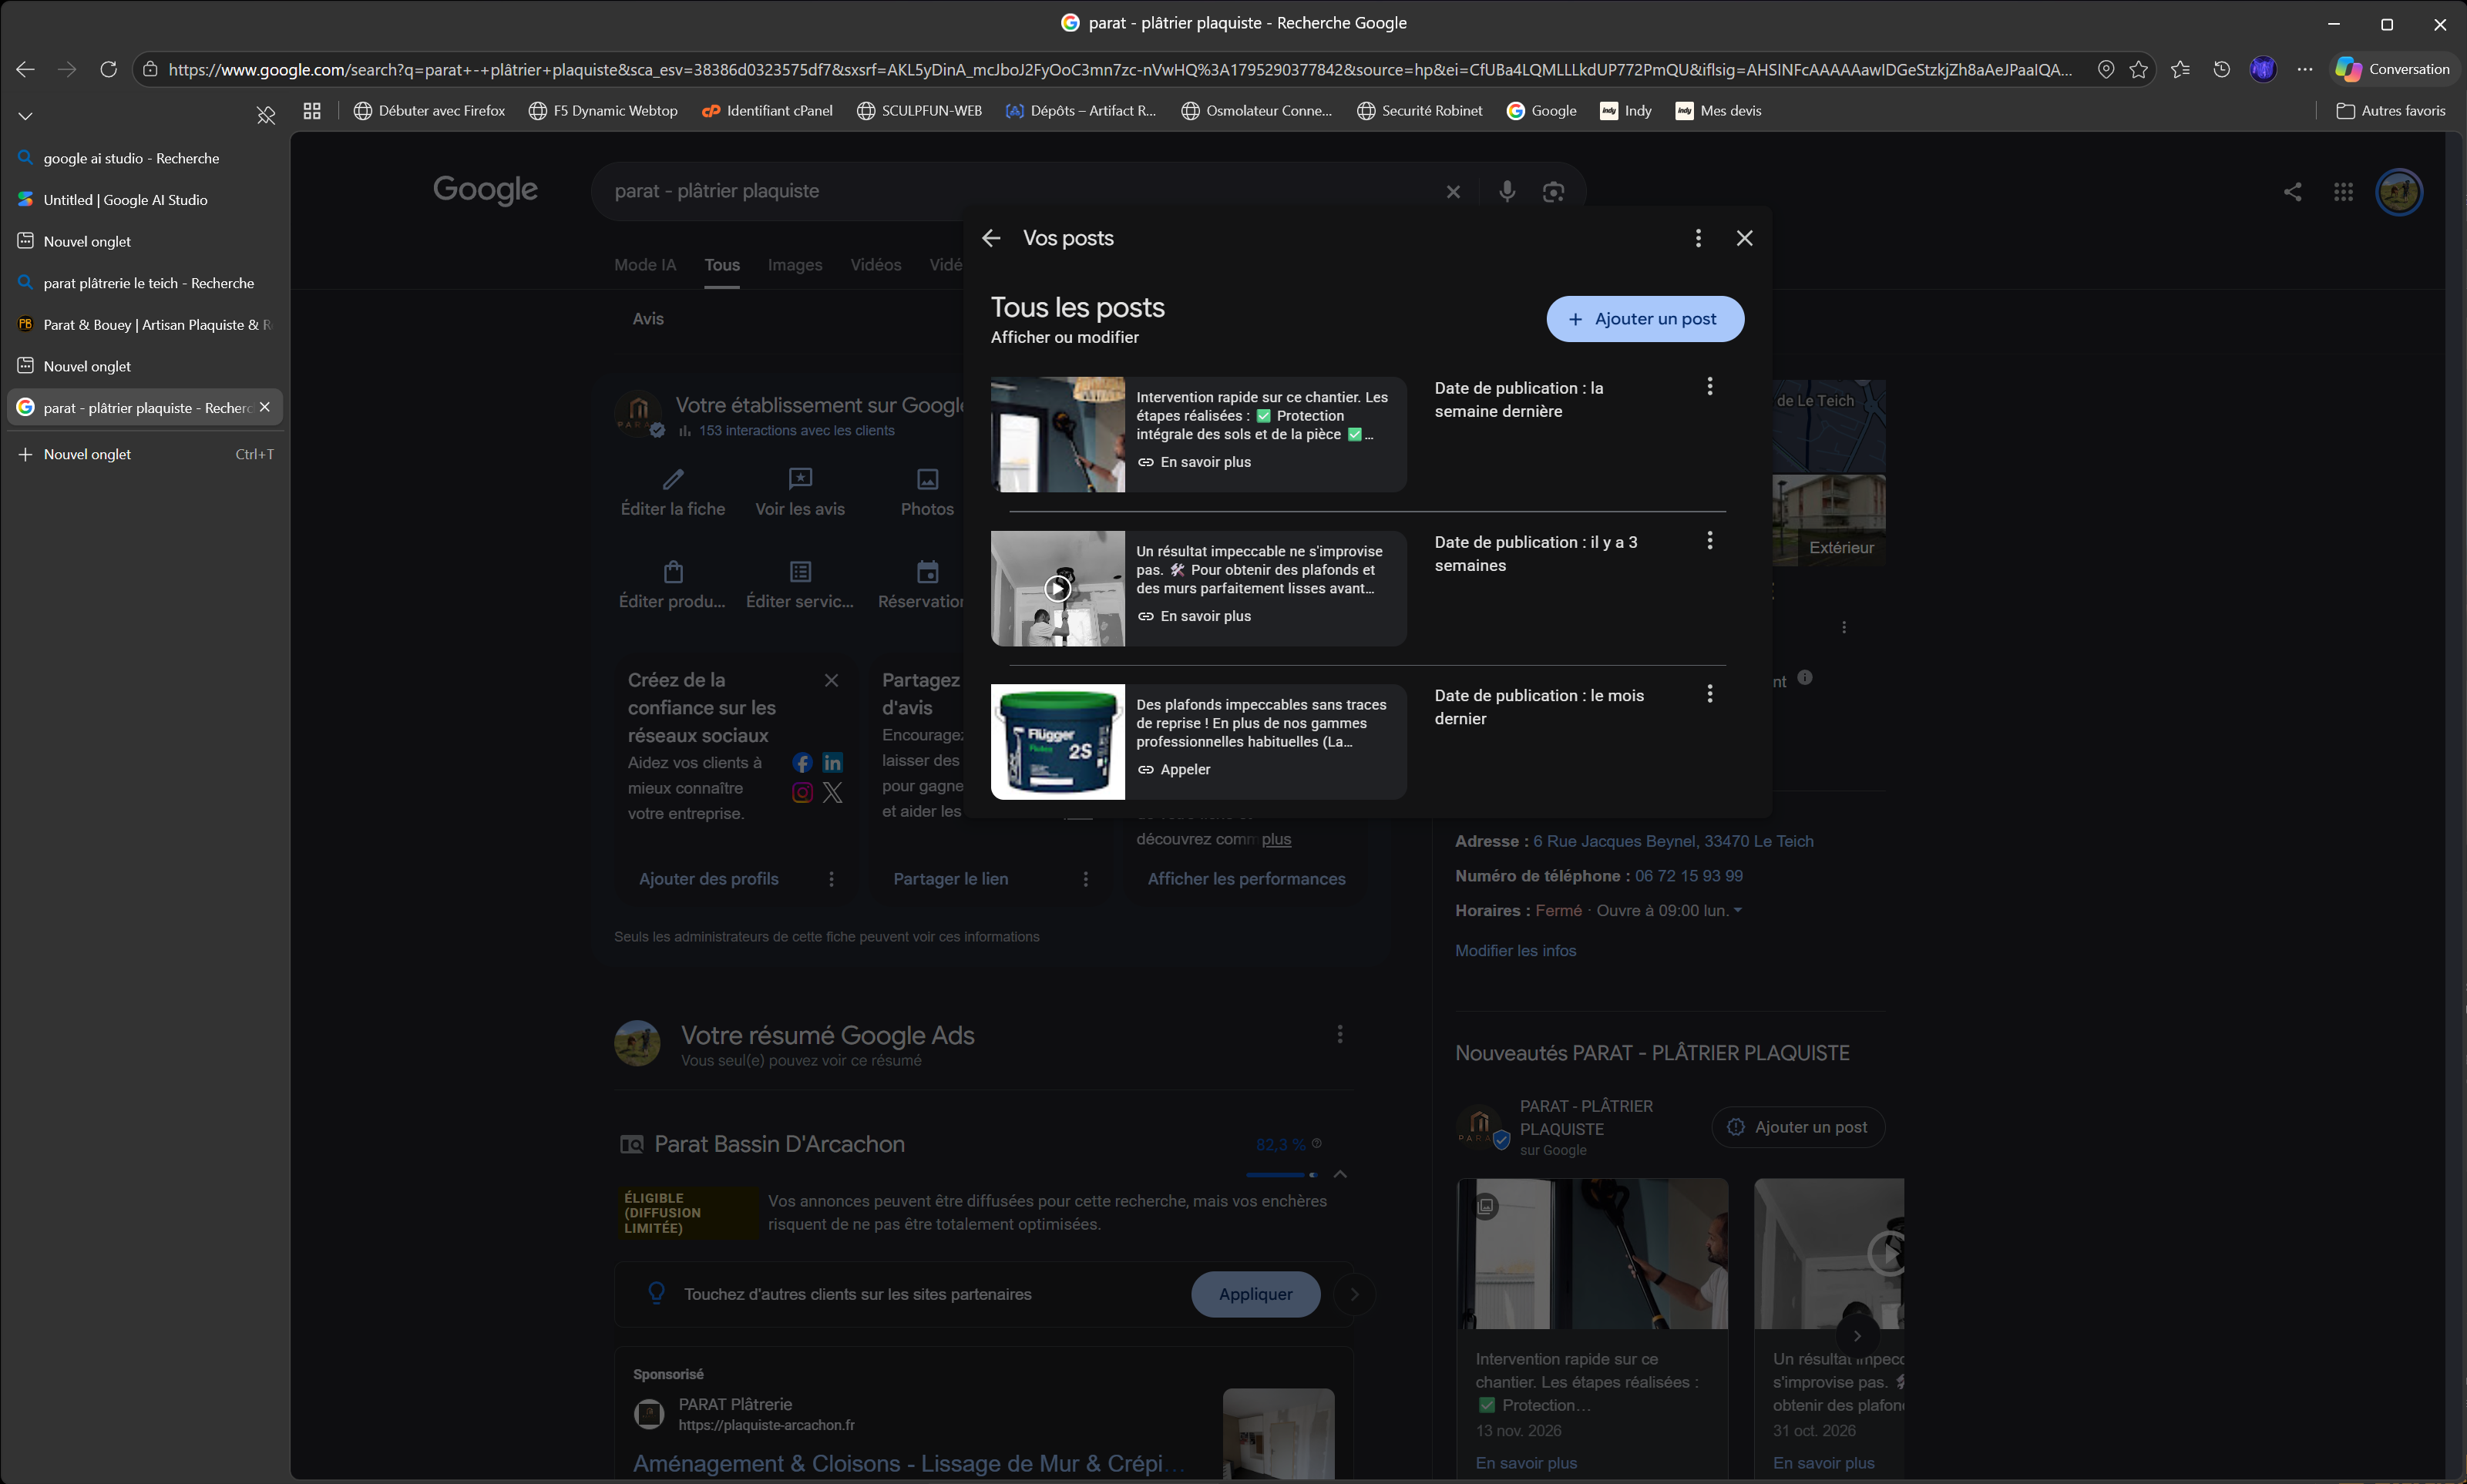 parat - plâtrier plaquiste - Recherche Google
https://www.google.com/search?q=parat+-+plâtrier+plaquiste&sca_esv=38386d0323575df7&sxsrf=AKL5yDinA_mcJboJ2FyOoC3mn7zc-nVwHQ%3A1795290377842&source=hp&ei=CfUBa4LQMLLLkdUP772PmQU&iflsig=AHSINFcAAAAAawIDGeStzkjZh8aAeJPaaIQA...
Conversation
Débuter avec Firefox
F5 Dynamic Webtop
Identifiant cPanel
SCULPFUN-WEB
Dépôts – Artifact R...
Osmolateur Conne...
Securité Robinet
Google
Indy
Mes devis
Autres favoris
google ai studio - Recherche
Untitled | Google AI Studio
Nouvel onglet
parat plâtrerie le teich - Recherche
Parat & Bouey | Artisan Plaquiste & R
Nouvel onglet
parat - plâtrier plaquiste - Recherc
Nouvel onglet
Ctrl+T
Google
parat - plâtrier plaquiste
Mode IA
Tous
Images
Vidéos
Vidé
Avis
Votre établissement sur Googl
153 interactions avec les clients
Éditer la fiche
Voir les avis
Photos
Éditer produ...
Éditer servic...
Réservation
Créez de la
confiance sur les
réseaux sociaux
Aidez vos clients à
mieux connaître
votre entreprise.
Ajouter des profils
Partagez
d'avis
Encouragez
laisser des
pour gagne
et aider les
Partager le lien
découvrez comm plus
Afficher les performances
Seuls les administrateurs de cette fiche peuvent voir ces informations
Vos posts
Tous les posts
Afficher ou modifier
Ajouter un post
Intervention rapide sur ce chantier. Les
étapes réalisées : ✅ Protection
intégrale des sols et de la pièce ✅...
En savoir plus
Date de publication : la
semaine dernière
Un résultat impeccable ne s'improvise
pas. 🛠️ Pour obtenir des plafonds et
des murs parfaitement lisses avant...
En savoir plus
Date de publication : il y a 3
semaines
Flügger
Flutex
2S
Des plafonds impeccables sans traces
de reprise ! En plus de nos gammes
professionnelles habituelles (La...
Appeler
Date de publication : le mois
dernier
de Le Teich
Extérieur
nt
Adresse : 6 Rue Jacques Beynel, 33470 Le Teich
Numéro de téléphone : 06 72 15 93 99
Horaires : Fermé · Ouvre à 09:00 lun.
Modifier les infos
Votre résumé Google Ads
Vous seul(e) pouvez voir ce résumé
Parat Bassin D'Arcachon
82,3 %
ÉLIGIBLE
(DIFFUSION
LIMITÉE)
Vos annonces peuvent être diffusées pour cette recherche, mais vos enchères
risquent de ne pas être totalement optimisées.
Touchez d'autres clients sur les sites partenaires
Appliquer
Sponsorisé
PARAT Plâtrerie
https://plaquiste-arcachon.fr
Aménagement & Cloisons - Lissage de Mur & Crépi...
Nouveautés PARAT - PLÂTRIER PLAQUISTE
PARAT - PLÂTRIER
PLAQUISTE
sur Google
Ajouter un post
Intervention rapide sur ce
chantier. Les étapes réalisées :
✅ Protection...
13 nov. 2026
En savoir plus
Un résultat impecc
s'improvise pas. 🛠️
obtenir des plafon
31 oct. 2026
En savoir plus